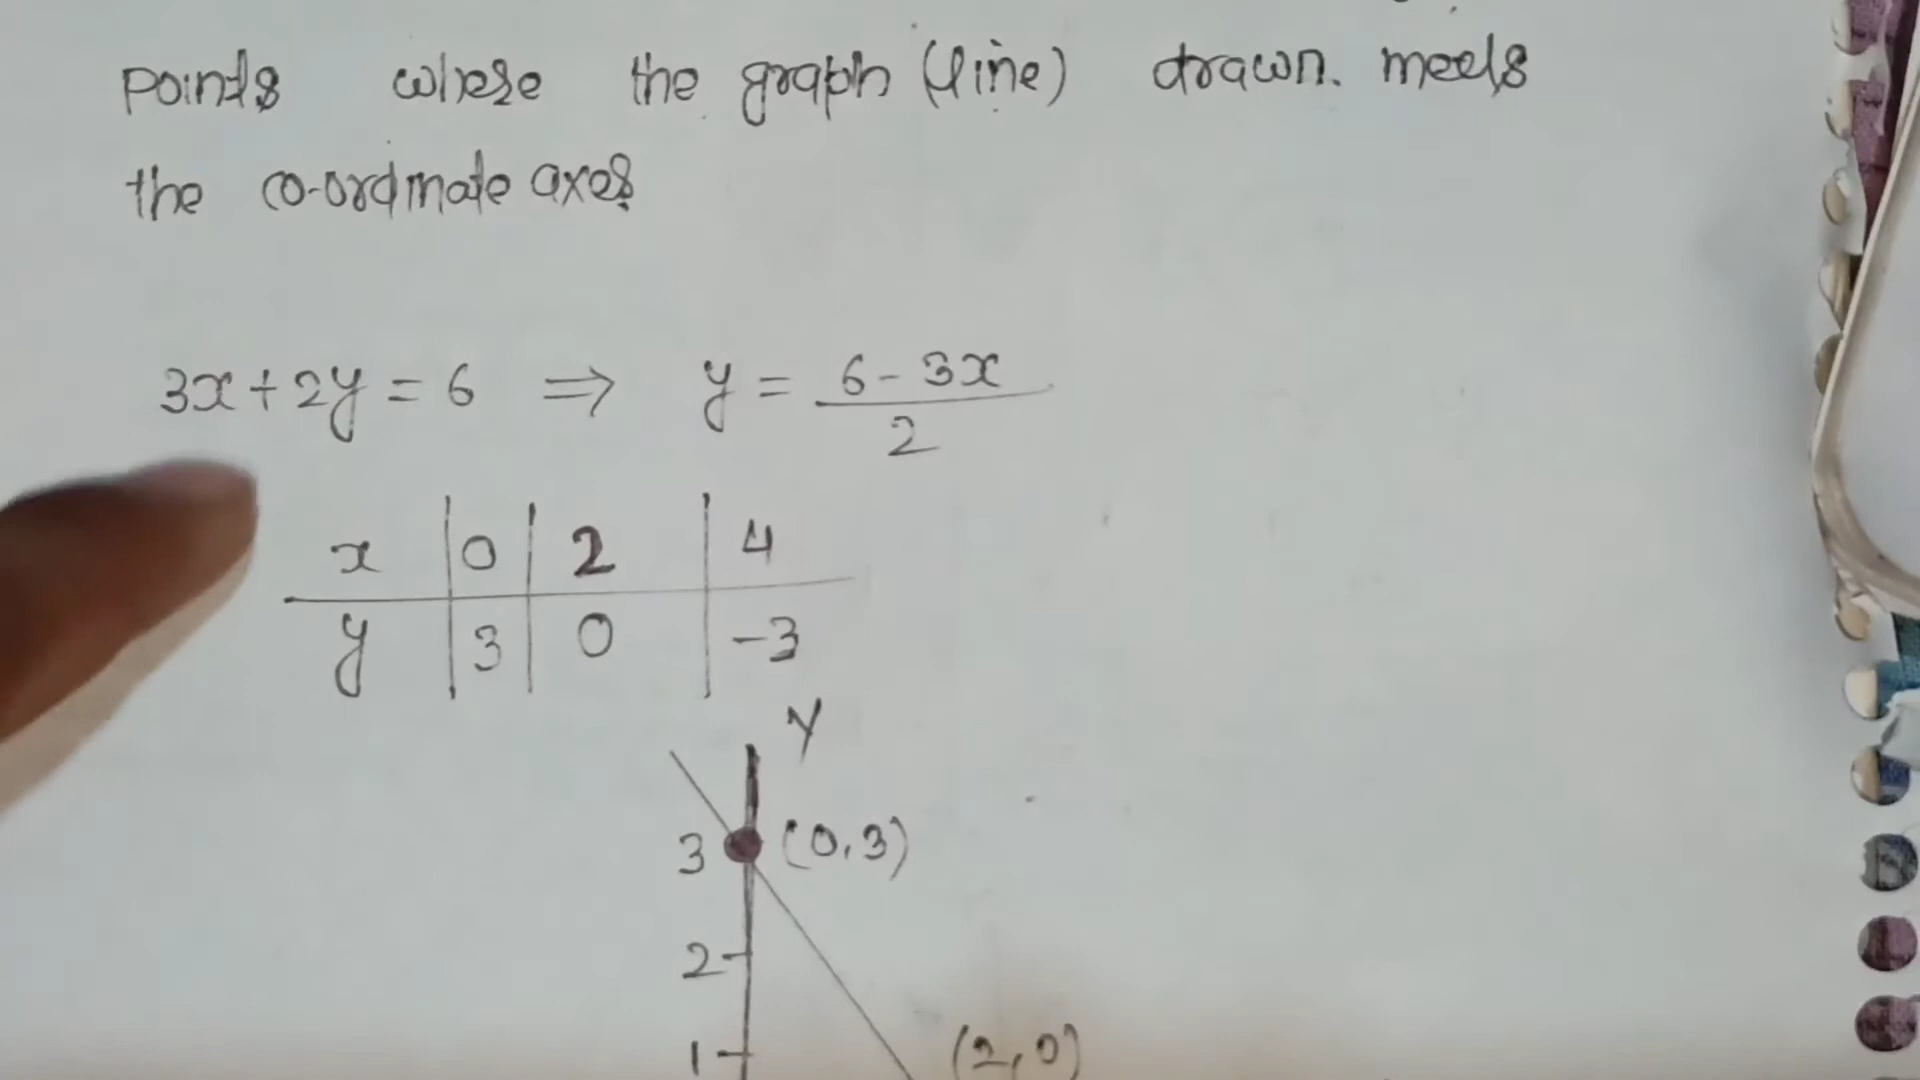 points where the graph (line) drawn. meets
the co-ordinate axes
3x+2y=6 ⇒ y = 6-3x / 2
x | 0 | 2 | 4
y | 3 | 0 | -3
Y
3 (0,3)
2
1 (2,0)